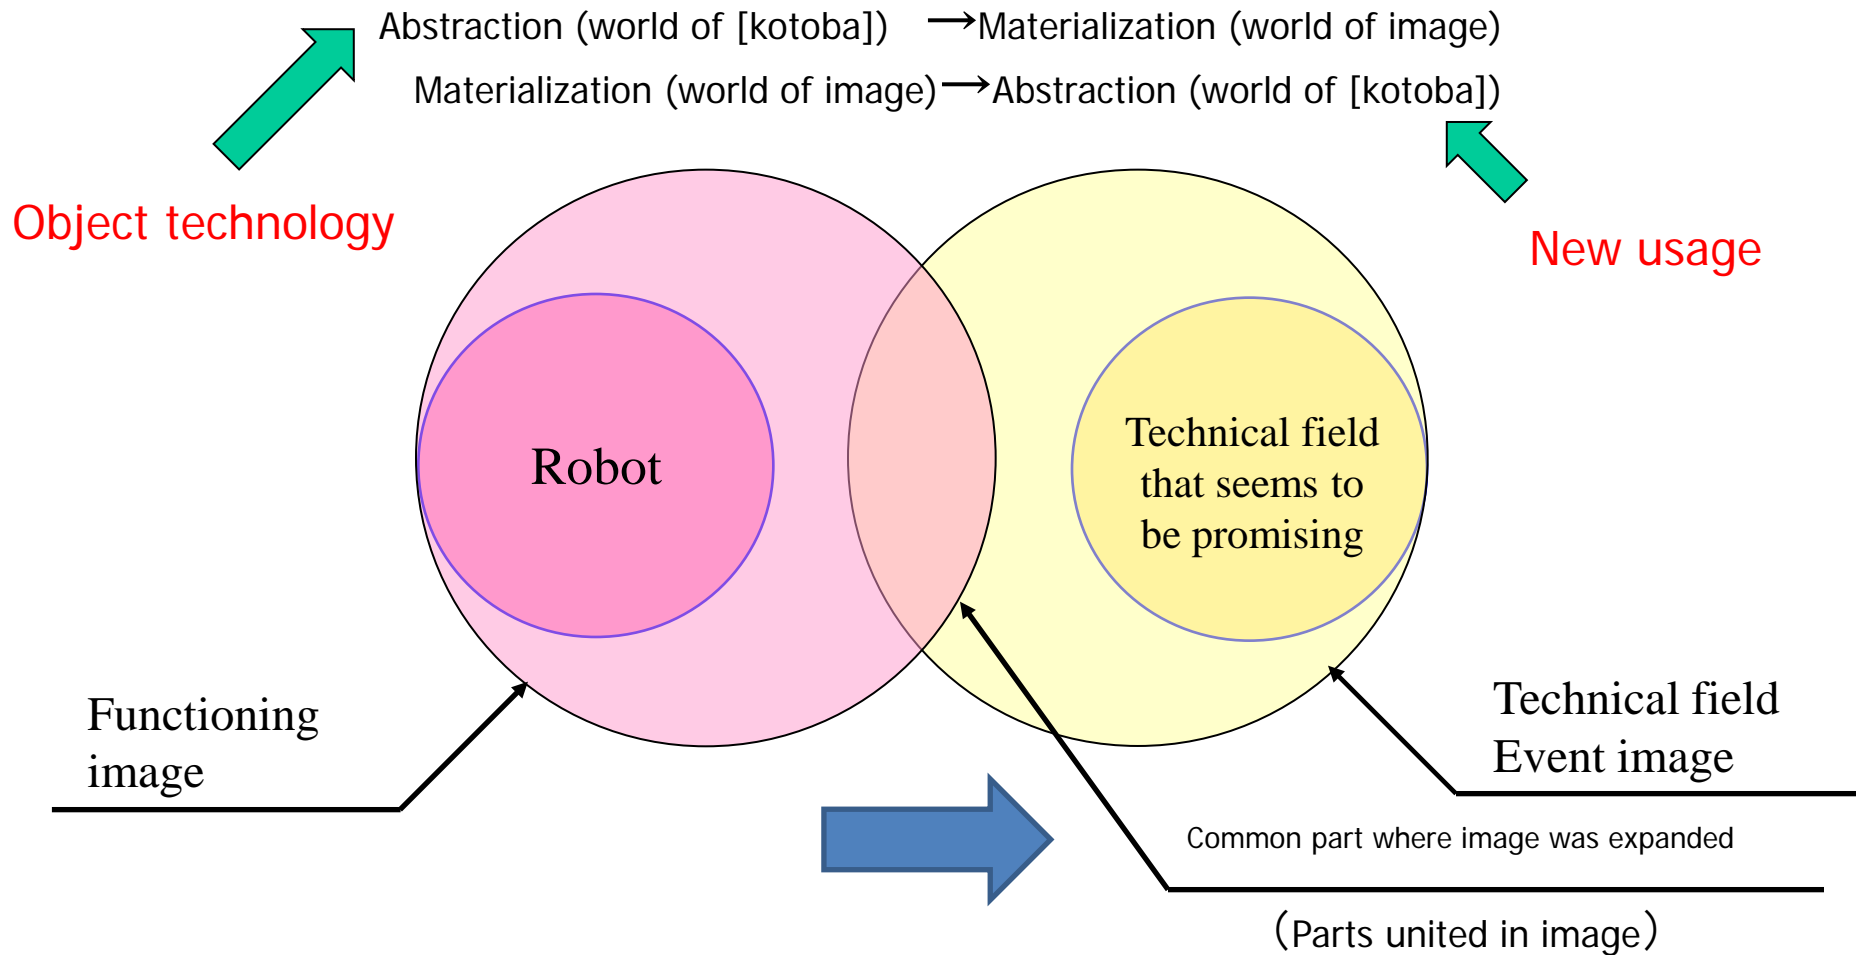 Abstraction (world of [kotoba]) →Materialization (world of image)
Materialization (world of image)→Abstraction (world of [kotoba])
Object technology
New usage
Robot
Technical field
that seems to
be promising
Functioning
image
Technical field
Event image
Common part where image was expanded
（Parts united in image）